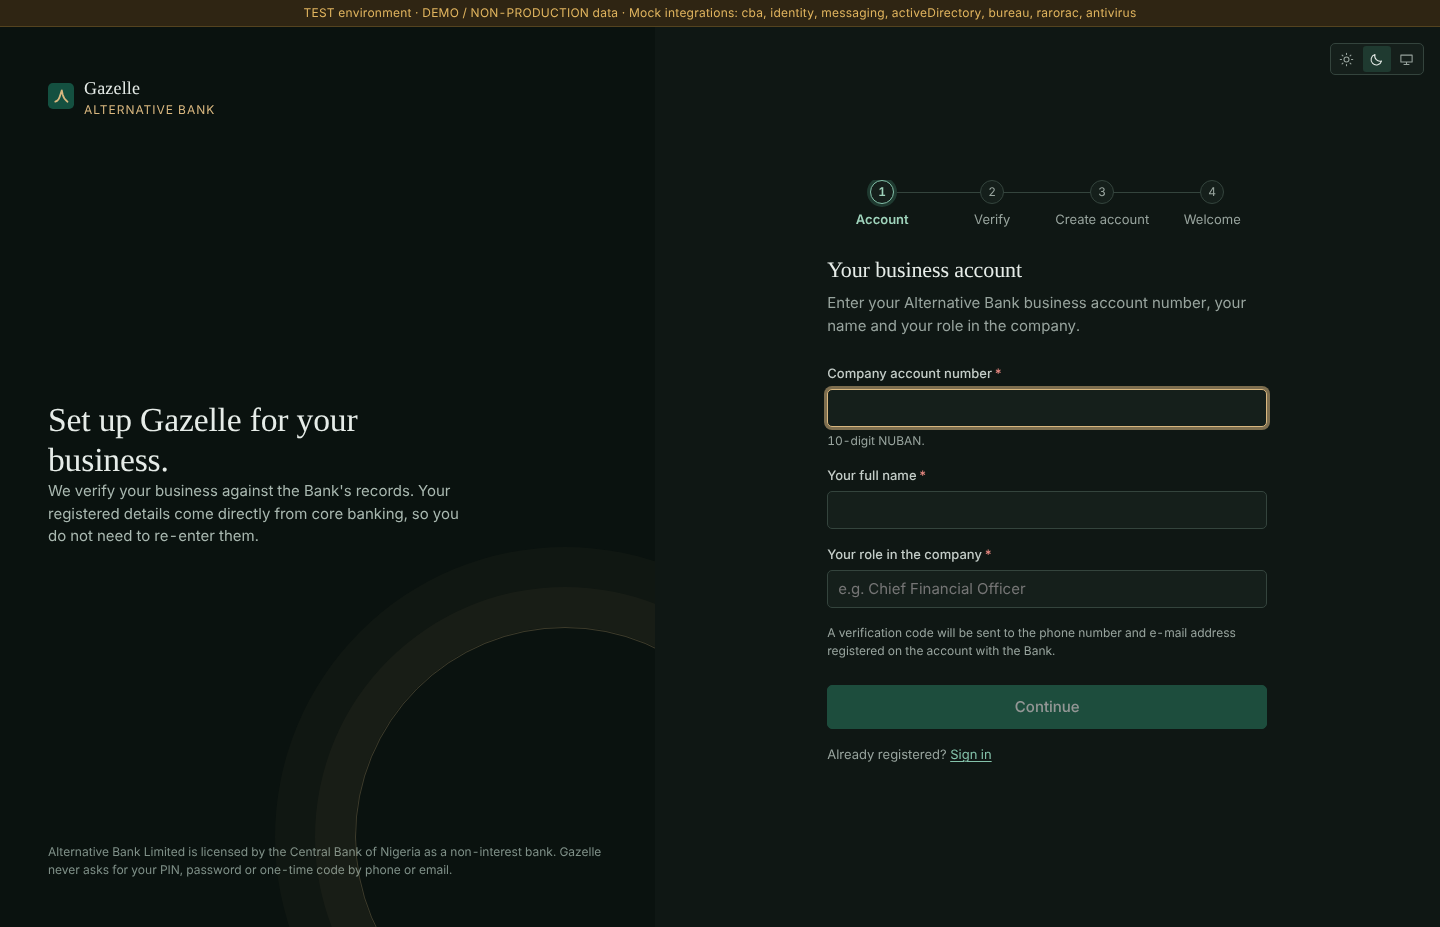 TEST environment · DEMO / NON-PRODUCTION data · Mock integrations: cba, identity, messaging, activeDirectory, bureau, rarorac, antivirus
Gazelle
ALTERNATIVE BANK
Set up Gazelle for your
business.
We verify your business against the Bank's records. Your
registered details come directly from core banking, so you
do not need to re-enter them.
Alternative Bank Limited is licensed by the Central Bank of Nigeria as a non-interest bank. Gazelle
never asks for your PIN, password or one-time code by phone or email.
1 2 3 4
Account Verify Create account Welcome
Your business account
Enter your Alternative Bank business account number, your
name and your role in the company.
Company account number *
10-digit NUBAN.
Your full name *
Your role in the company *
e.g. Chief Financial Officer
A verification code will be sent to the phone number and e-mail address
registered on the account with the Bank.
Continue
Already registered? Sign in